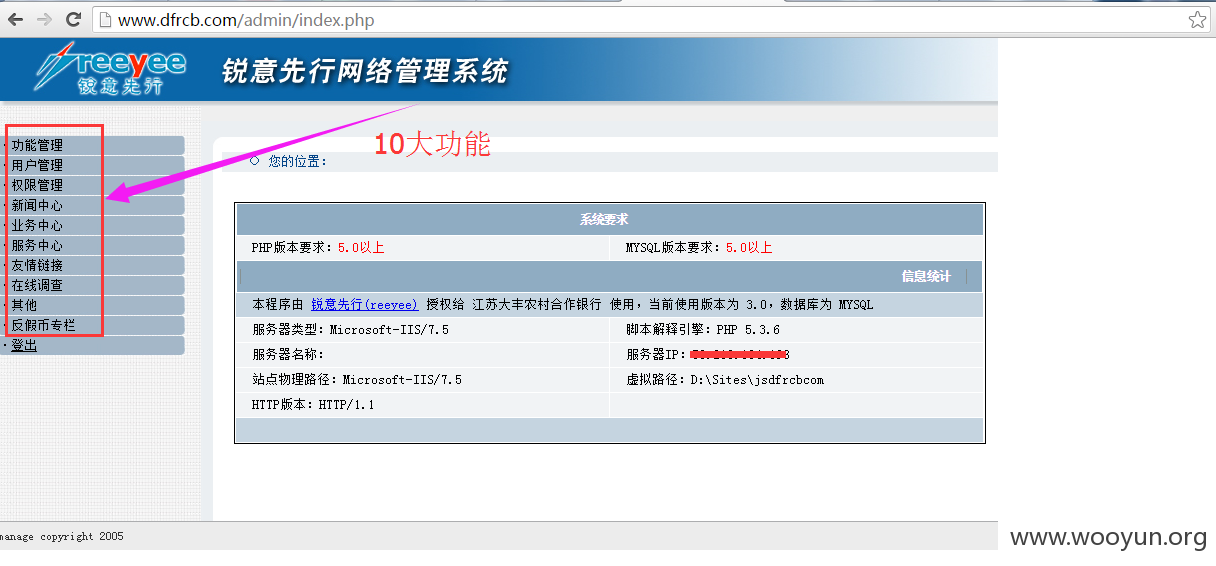 www.dfrcb.com/admin/index.php
reeyee
锐意先行
锐意先行网络管理系统
10大功能
功能管理
用户管理
权限管理
新闻中心
业务中心
服务中心
友情链接
在线调查
其他
反假币专栏
登出
您的位置:
系统要求
PHP版本要求: 5.0以上 MYSQL版本要求: 5.0以上
信息统计
本程序由 锐意先行(reeyee) 授权给 江苏大丰农村合作银行 使用，当前使用版本为 3.0，数据库为 MYSQL
服务器类型: Microsoft-IIS/7.5 脚本解释引擎: PHP 5.3.6
服务器名称: 服务器IP:
站点物理路径: Microsoft-IIS/7.5 虚拟路径: D:\Sites\jsdfrcbcom
HTTP版本: HTTP/1.1
manage copyright 2005
www.wooyun.org